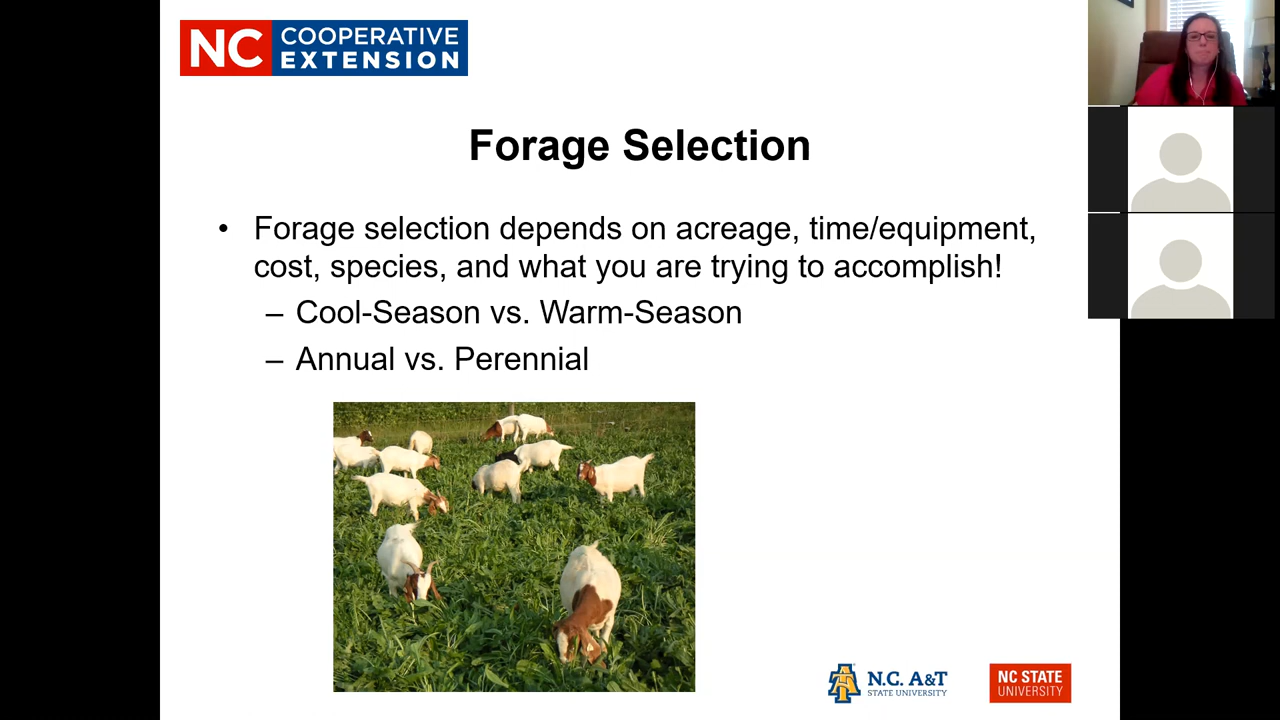 NC COOPERATIVE
EXTENSION
Forage Selection
• Forage selection depends on acreage, time/equipment,
cost, species, and what you are trying to accomplish!
– Cool-Season vs. Warm-Season
– Annual vs. Perennial
N.C. A&T
STATE UNIVERSITY
NC STATE
UNIVERSITY